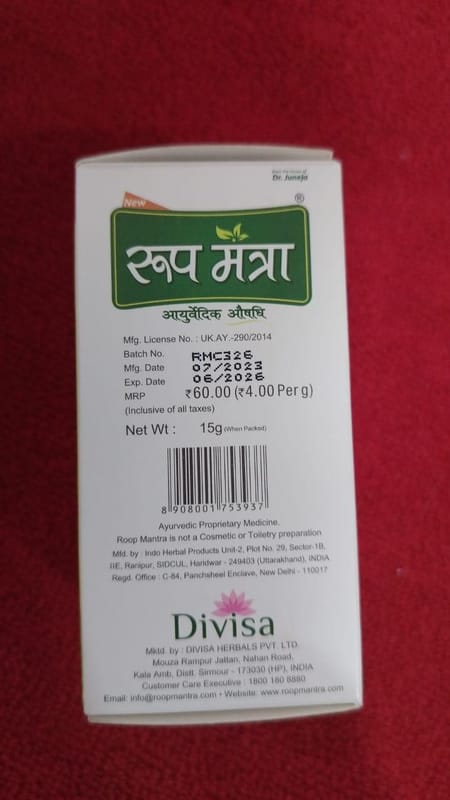 Dr. Juneja
New
®
रूप मंत्रा
आयुर्वेदिक औषधि
Mfg. License No. : UK.AY.-290/2014
Batch No. RMC326
Mfg. Date 07/2023
Exp. Date 06/2026
MRP ₹60.00 (₹4.00 Per g)
(Inclusive of all taxes)
Net Wt : 15g (When Packed)
8 908001 753937
Ayurvedic Proprietary Medicine.
Roop Mantra is not a Cosmetic or Toiletry preparation
Mfd. by : Indo Herbal Products Unit-2, Plot No. 29, Sector-1B,
IIE, Ranipur, SIDCUL, Haridwar - 249403 (Uttarakhand), INDIA
Regd. Office : C-84, Panchsheel Enclave, New Delhi - 110017
Divisa
Mktd. by : DIVISA HERBALS PVT. LTD.
Mouza Rampur Jattan, Nahan Road,
Kala Amb, Distt. Sirmour - 173030 (HP), INDIA
Customer Care Executive : 1800 180 8880
Email: info@roopmantra.com • Website: www.roopmantra.com